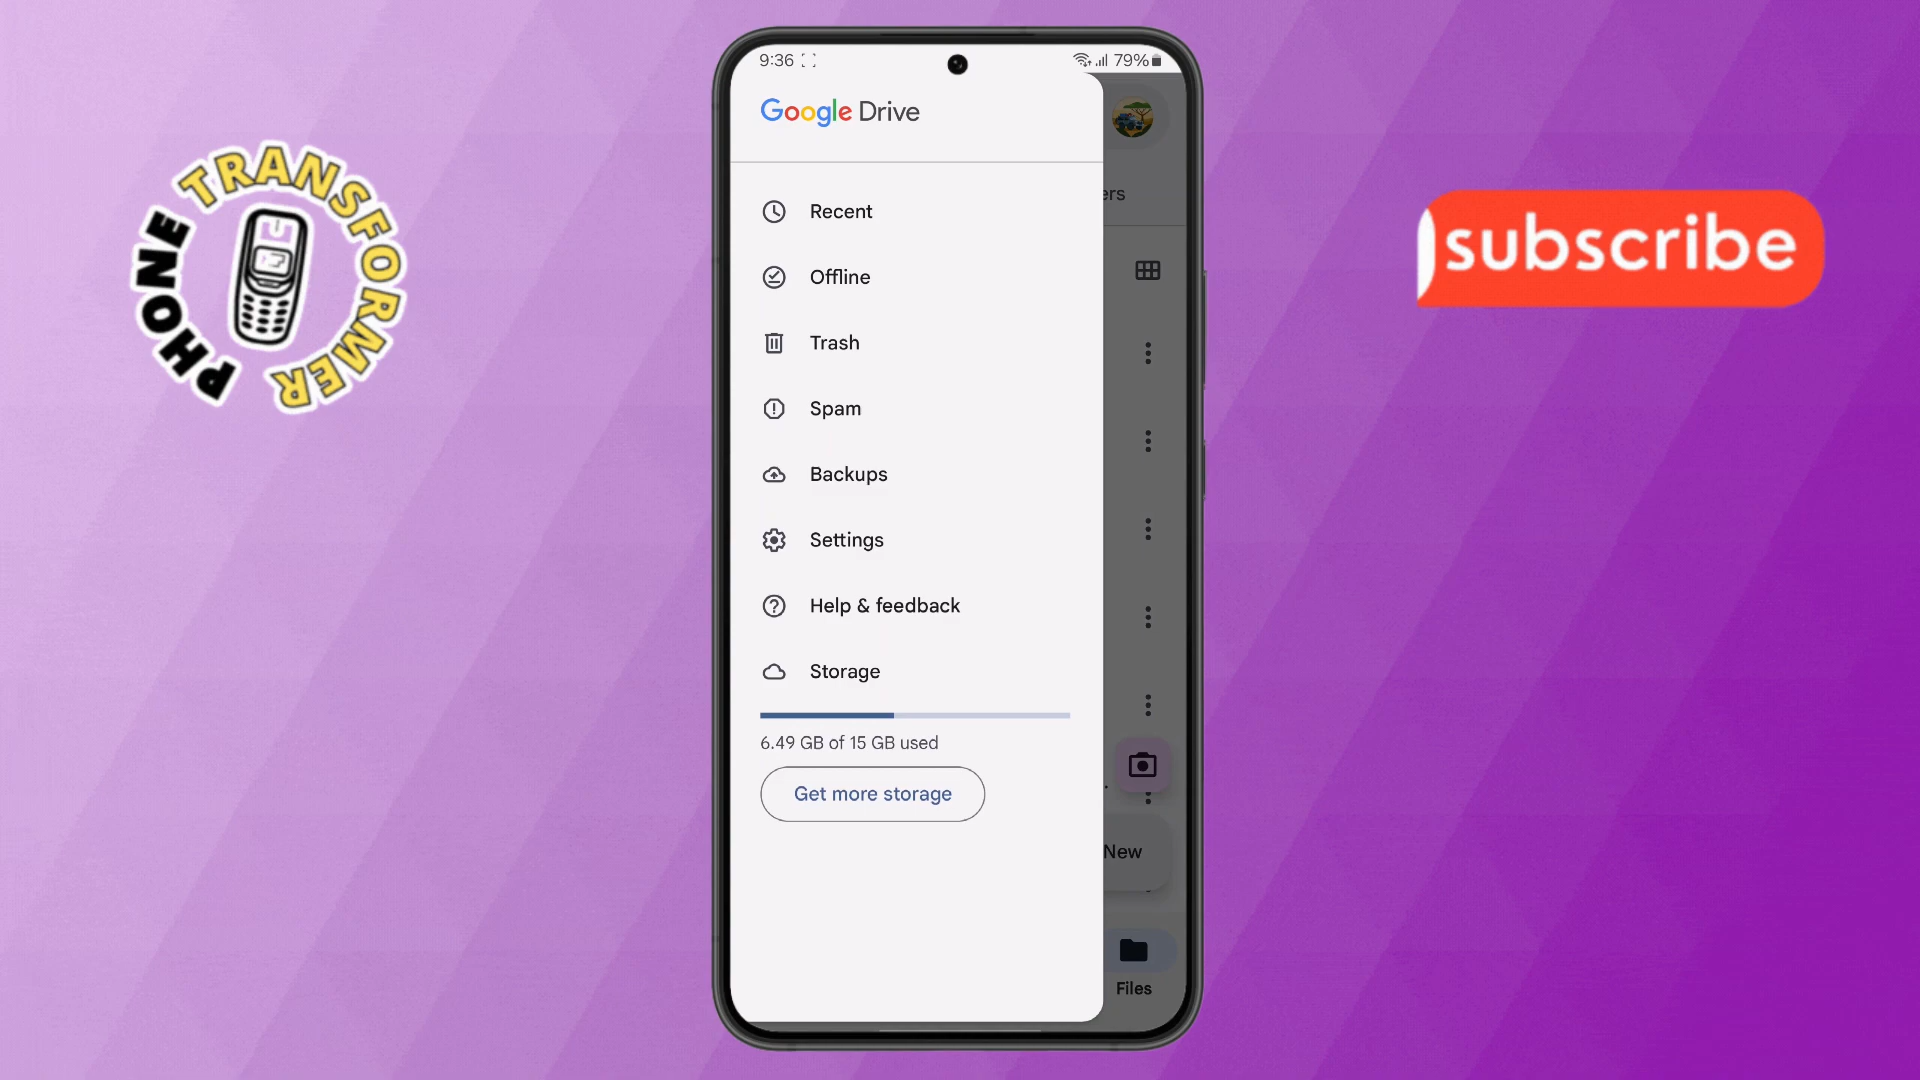 PHONE TRANSFORMER
subscribe
9:36
79%
Google Drive
Recent
Offline
Trash
Spam
Backups
Settings
Help & feedback
Storage
6.49 GB of 15 GB used
Get more storage
ers
New
Files